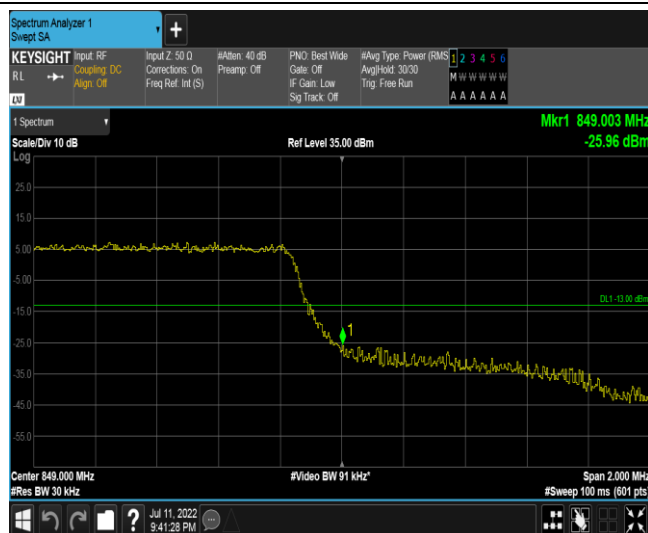 Spectrum Analyzer 1
Swept SA
KEYSIGHT
RL
LXI
Input: RF
Coupling: DC
Align: Off
Input Z: 50 Ω
Corrections: On
Freq Ref: Int (S)
#Atten: 40 dB
Preamp: Off
PNO: Best Wide
Gate: Off
IF Gain: Low
Sig Track: Off
#Avg Type: Power (RMS
Avg|Hold: 30/30
Trig: Free Run
1 2 3 4 5 6
M W W W W W
A A A A A A
1 Spectrum
Mkr1 849.003 MHz
Scale/Div 10 dB
Ref Level 35.00 dBm
-25.96 dBm
Log
25.0
15.0
5.00
-5.00
DL1 -13.00 dBm
-15.0
1
-25.0
-35.0
-45.0
-55.0
Center 849.000 MHz
#Video BW 91 kHz*
Span 2.000 MHz
#Res BW 30 kHz
#Sweep 100 ms (601 pts)
Jul 11, 2022
9:41:28 PM